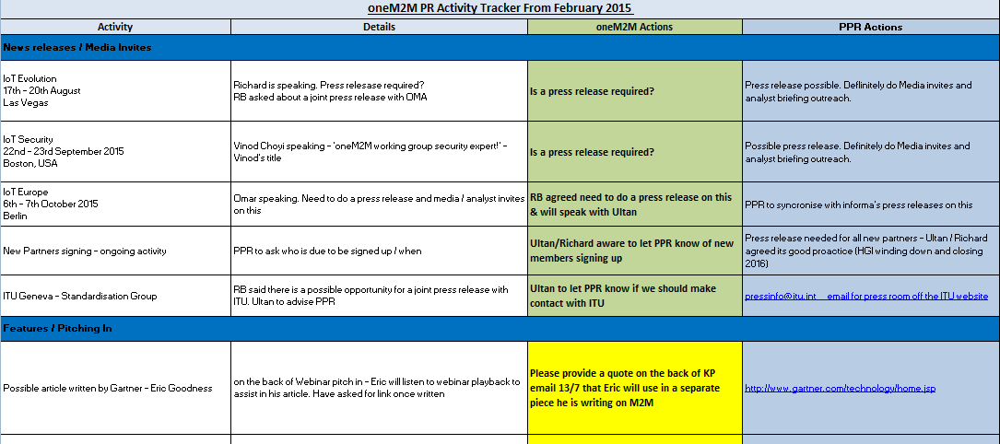 oneM2M PR Activity Tracker From February 2015
Activity
Details
oneM2M Actions
PPR Actions
News releases / Media Invites
IoT Evolution
17th - 20th August
Las Vegas
Richard is speaking. Press relesase required?
RB asked about a joint press release with OMA
Is a press release required?
Press release possible. Deflinitely do Media invites and
analyst briefing outreach.
IoT Security
22nd - 23rd September 2015
Boston, USA
Vinod Choyi speaking - 'oneM2M working group security expert!' -
Vinod's title
Is a press release required?
Possible press release. Definitely do Media invites and
analyst briefing outreach.
IoT Europe
6th - 7th October 2015
Berlin
Omar speaking. Need to do a press release and media / analyst invites
on this
RB agreed need to do a press release on this
& will speak with Ultan
PPR to syncronise with informa's press releases on this
New Partners signing - ongoing activity
PPR to ask who is due to be signed up / when
Ultan/Richard aware to let PPR know of new
members signing up
Press release needed for all new partners - Ultan / Richard
agreed its good proactice (HGI winding down and closing
2016)
ITU Geneva - Standardisation Group
RB said there is a possible opportunity for a joint press release with
ITU. Ultan to advise PPR
Ultan to let PPR know if we should make
contact with ITU
pressinfo@itu.int email for press room off the ITU website
Features / Pitching In
Possible article written by Gartner - Eric Goodness
on the back of Webinar pitch in - Eric will listen to webinar playback to
assist in his article. Have asked for link once written
Please provide a quote on the back of KP
email 13/7 that Eric will use in a separate
piece he is writing on M2M
http://www.gartner.com/technology/home.jsp